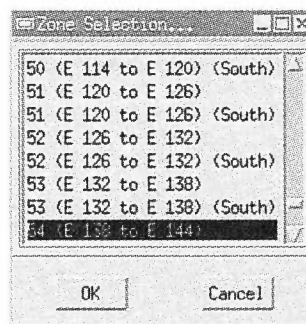 Zone Selection...
50 (E 114 to E 120) (South)
51 (E 120 to E 126)
51 (E 120 to E 126) (South)
52 (E 126 to E 132)
52 (E 126 to E 132) (South)
53 (E 132 to E 138)
53 (E 132 to E 138) (South)
54 (E 138 to E 144)
OK Cancel